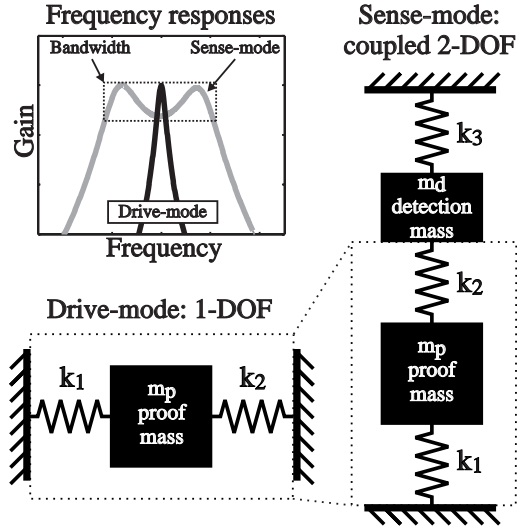 Frequency responses
Bandwidth
Sense-mode
Drive-mode
Gain
Frequency
Sense-mode:
coupled 2-DOF
k3
md
detection
mass
k2
mp
proof
mass
k1
Drive-mode: 1-DOF
k1
mp
proof
mass
k2